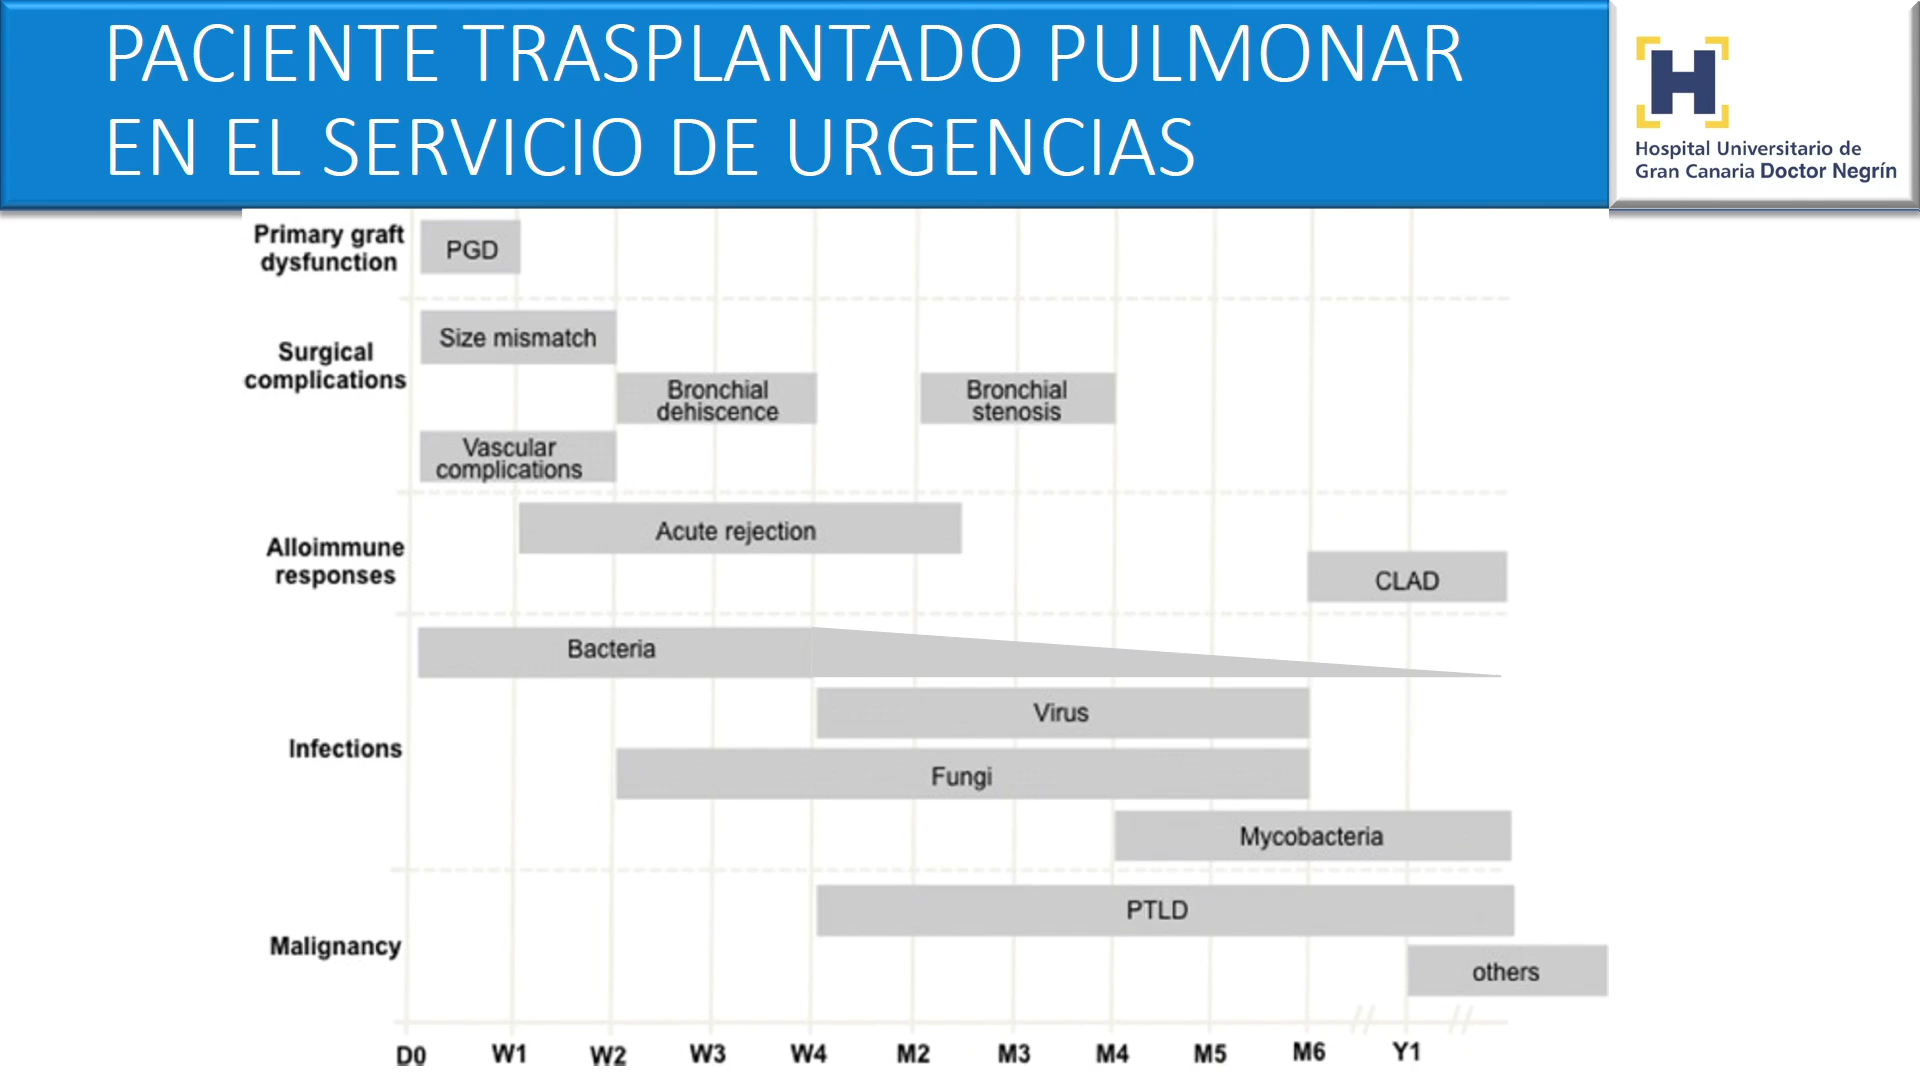 PACIENTE TRASPLANTADO PULMONAR
EN EL SERVICIO DE URGENCIAS
H
Hospital Universitario de
Gran Canaria Doctor Negrín
Primary graft
dysfunction
PGD
Surgical
complications
Size mismatch
Bronchial
dehiscence
Bronchial
stenosis
Vascular
complications
Alloimmune
responses
Acute rejection
CLAD
Infections
Bacteria
Virus
Fungi
Mycobacteria
Malignancy
PTLD
others
D0 W1 W2 W3 W4 M2 M3 M4 M5 M6 Y1